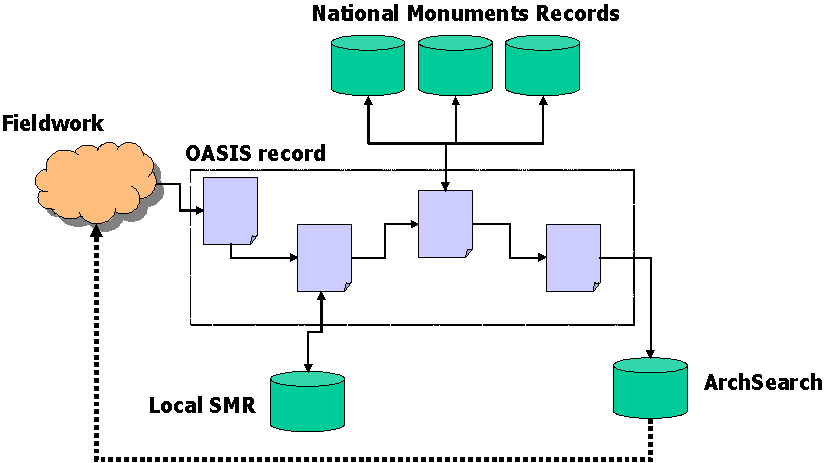 National Monuments Records
Fieldwork
OASIS record
Local SMR
ArchSearch